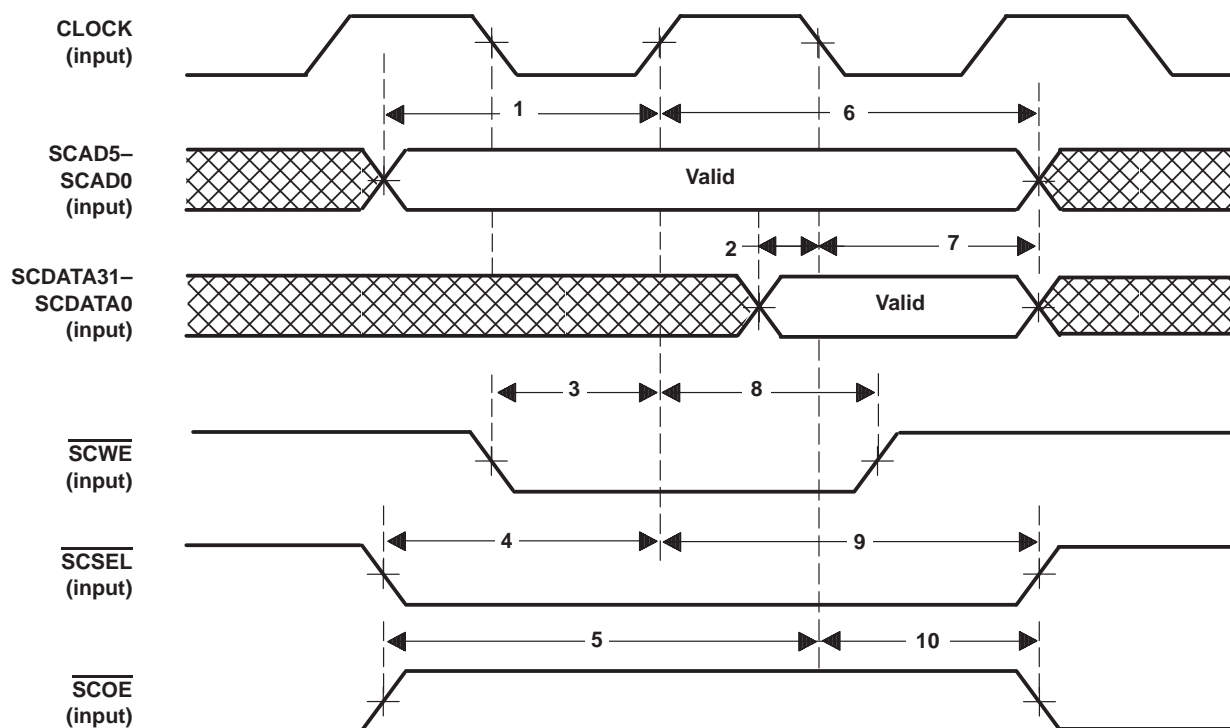 CLOCK
(input)
1
6
SCAD5–
SCAD0
(input)
Valid
2
7
SCDATA31–
SCDATA0
(input)
Valid
3
8
SCWE
(input)
4
9
SCSEL
(input)
5
10
SCOE
(input)